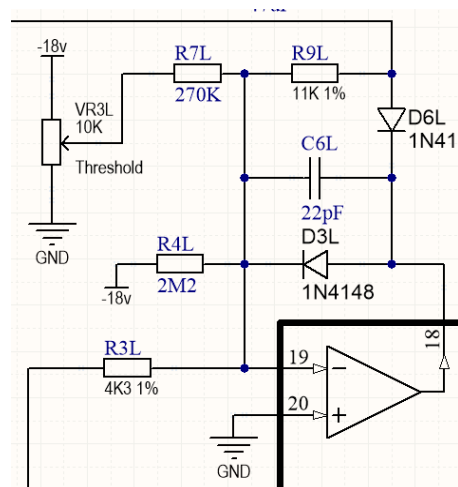 -18v
R7L
270K
R9L
11K 1%
VR3L
10K
Threshold
D6L
1N41
C6L
22pF
GND
R4L
2M2
-18v
D3L
1N4148
R3L
4K3 1%
18
19
20
GND